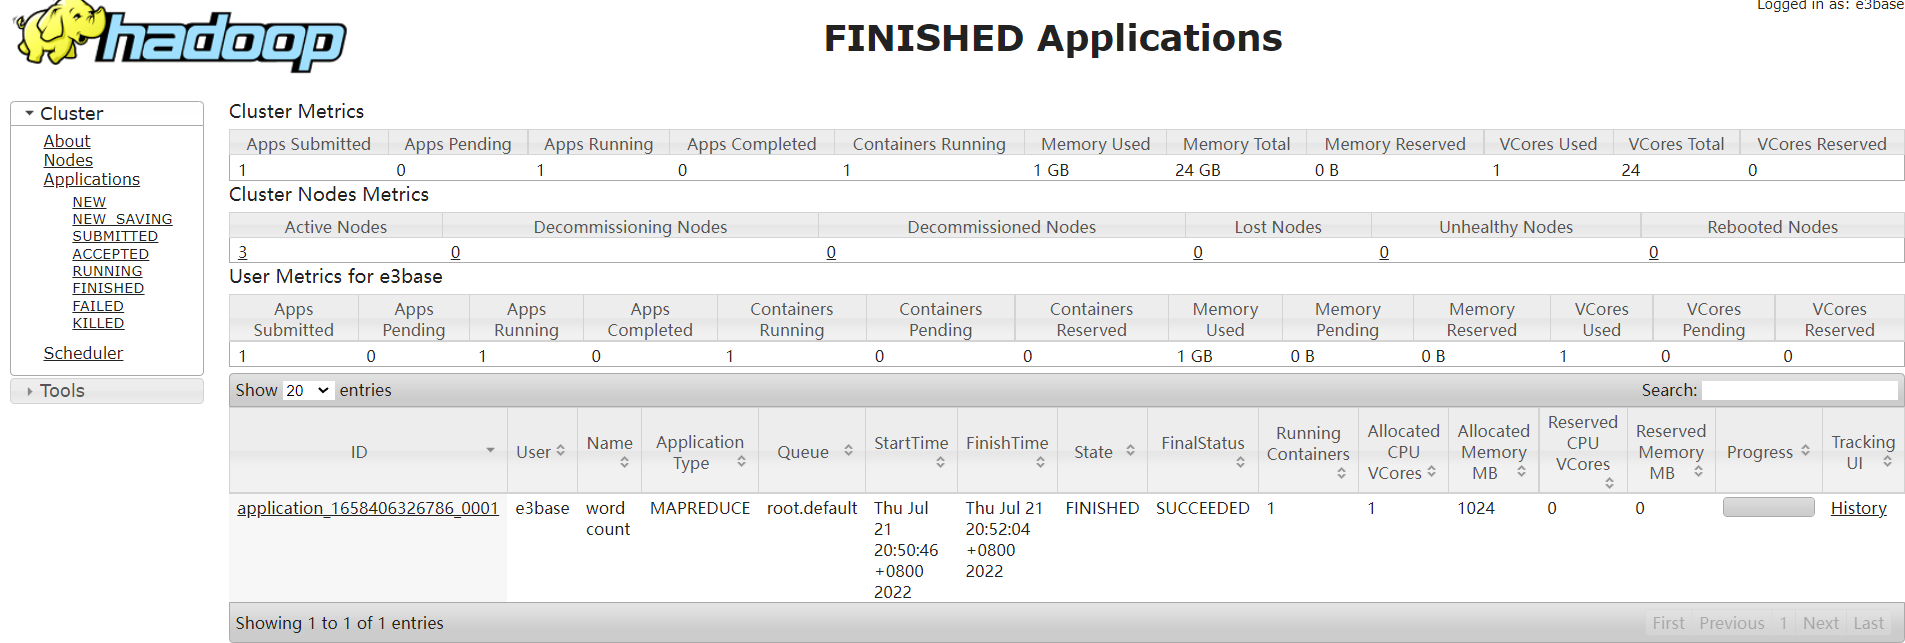 Logged in as: e3base
hadoop
FINISHED Applications
Cluster
About
Nodes
Applications
NEW
NEW_SAVING
SUBMITTED
ACCEPTED
RUNNING
FINISHED
FAILED
KILLED
Scheduler
Tools
Cluster Metrics
Apps Submitted Apps Pending Apps Running Apps Completed Containers Running Memory Used Memory Total Memory Reserved VCores Used VCores Total VCores Reserved
1 0 1 0 1 1 GB 24 GB 0 B 1 24 0
Cluster Nodes Metrics
Active Nodes Decommissioning Nodes Decommissioned Nodes Lost Nodes Unhealthy Nodes Rebooted Nodes
3 0 0 0 0 0
User Metrics for e3base
Apps Apps Apps Apps Containers Containers Containers Memory Memory Memory VCores VCores VCores
Submitted Pending Running Completed Running Pending Reserved Used Pending Reserved Used Pending Reserved
1 0 1 0 1 0 0 1 GB 0 B 0 B 1 0 0
Show 20 entries Search:
ID User Name Application Type Queue StartTime FinishTime State FinalStatus Running Containers Allocated CPU VCores Allocated Memory MB Reserved CPU VCores Reserved Memory MB Progress Tracking UI
application_1658406326786_0001 e3base word MAPREDUCE root.default Thu Jul Thu Jul 21 FINISHED SUCCEEDED 1 1 1024 0 0 History
count 21 20:52:04
20:50:46 +0800
+0800 2022
2022
Showing 1 to 1 of 1 entries First Previous 1 Next Last